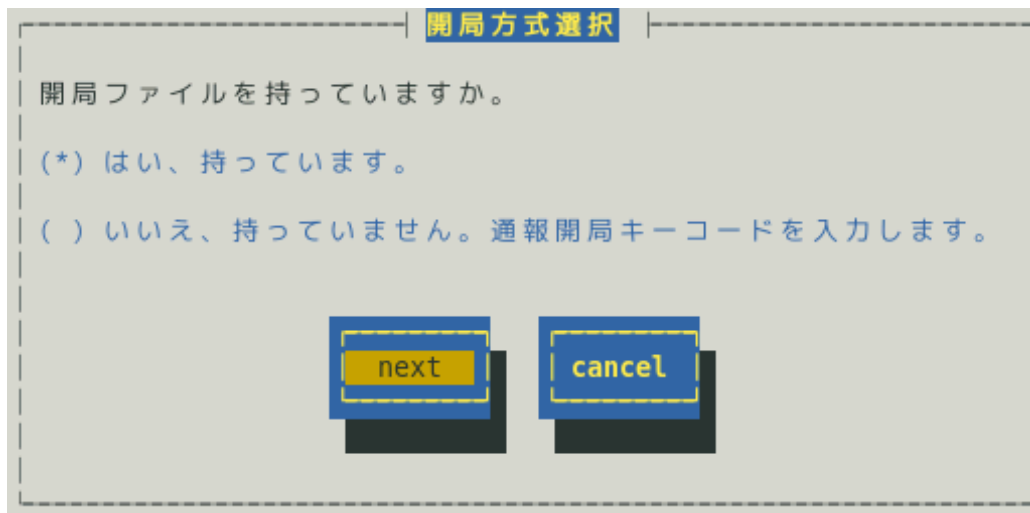 開局方式選択
開局ファイルを持っていますか。
(*) はい、持っています。
( ) いいえ、持っていません。通報開局キーコードを入力します。
next cancel